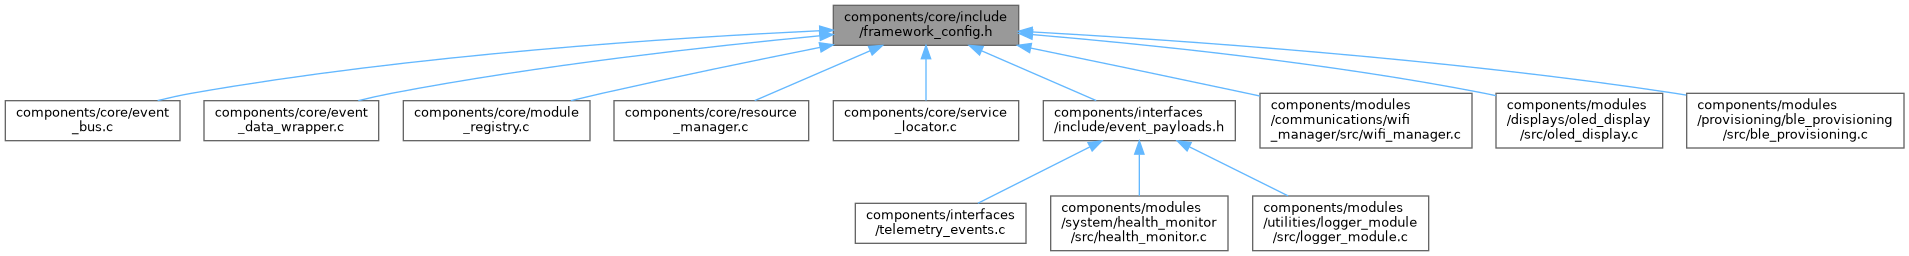 components/core/include
/framework_config.h
components/core/event
_bus.c
components/core/event
_data_wrapper.c
components/core/module
_registry.c
components/core/resource
_manager.c
components/core/service
_locator.c
components/interfaces
/include/event_payloads.h
components/modules
/communications/wifi
_manager/src/wifi_manager.c
components/modules
/displays/oled_display
/src/oled_display.c
components/modules
/provisioning/ble_provisioning
/src/ble_provisioning.c
components/interfaces
/telemetry_events.c
components/modules
/system/health_monitor
/src/health_monitor.c
components/modules
/utilities/logger_module
/src/logger_module.c